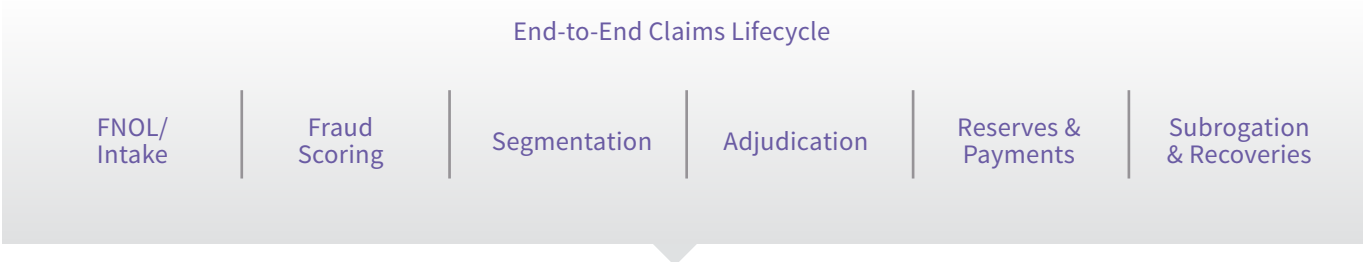 End-to-End Claims Lifecycle
FNOL/
Intake
Fraud
Scoring
Segmentation
Adjudication
Reserves &
Payments
Subrogation
& Recoveries